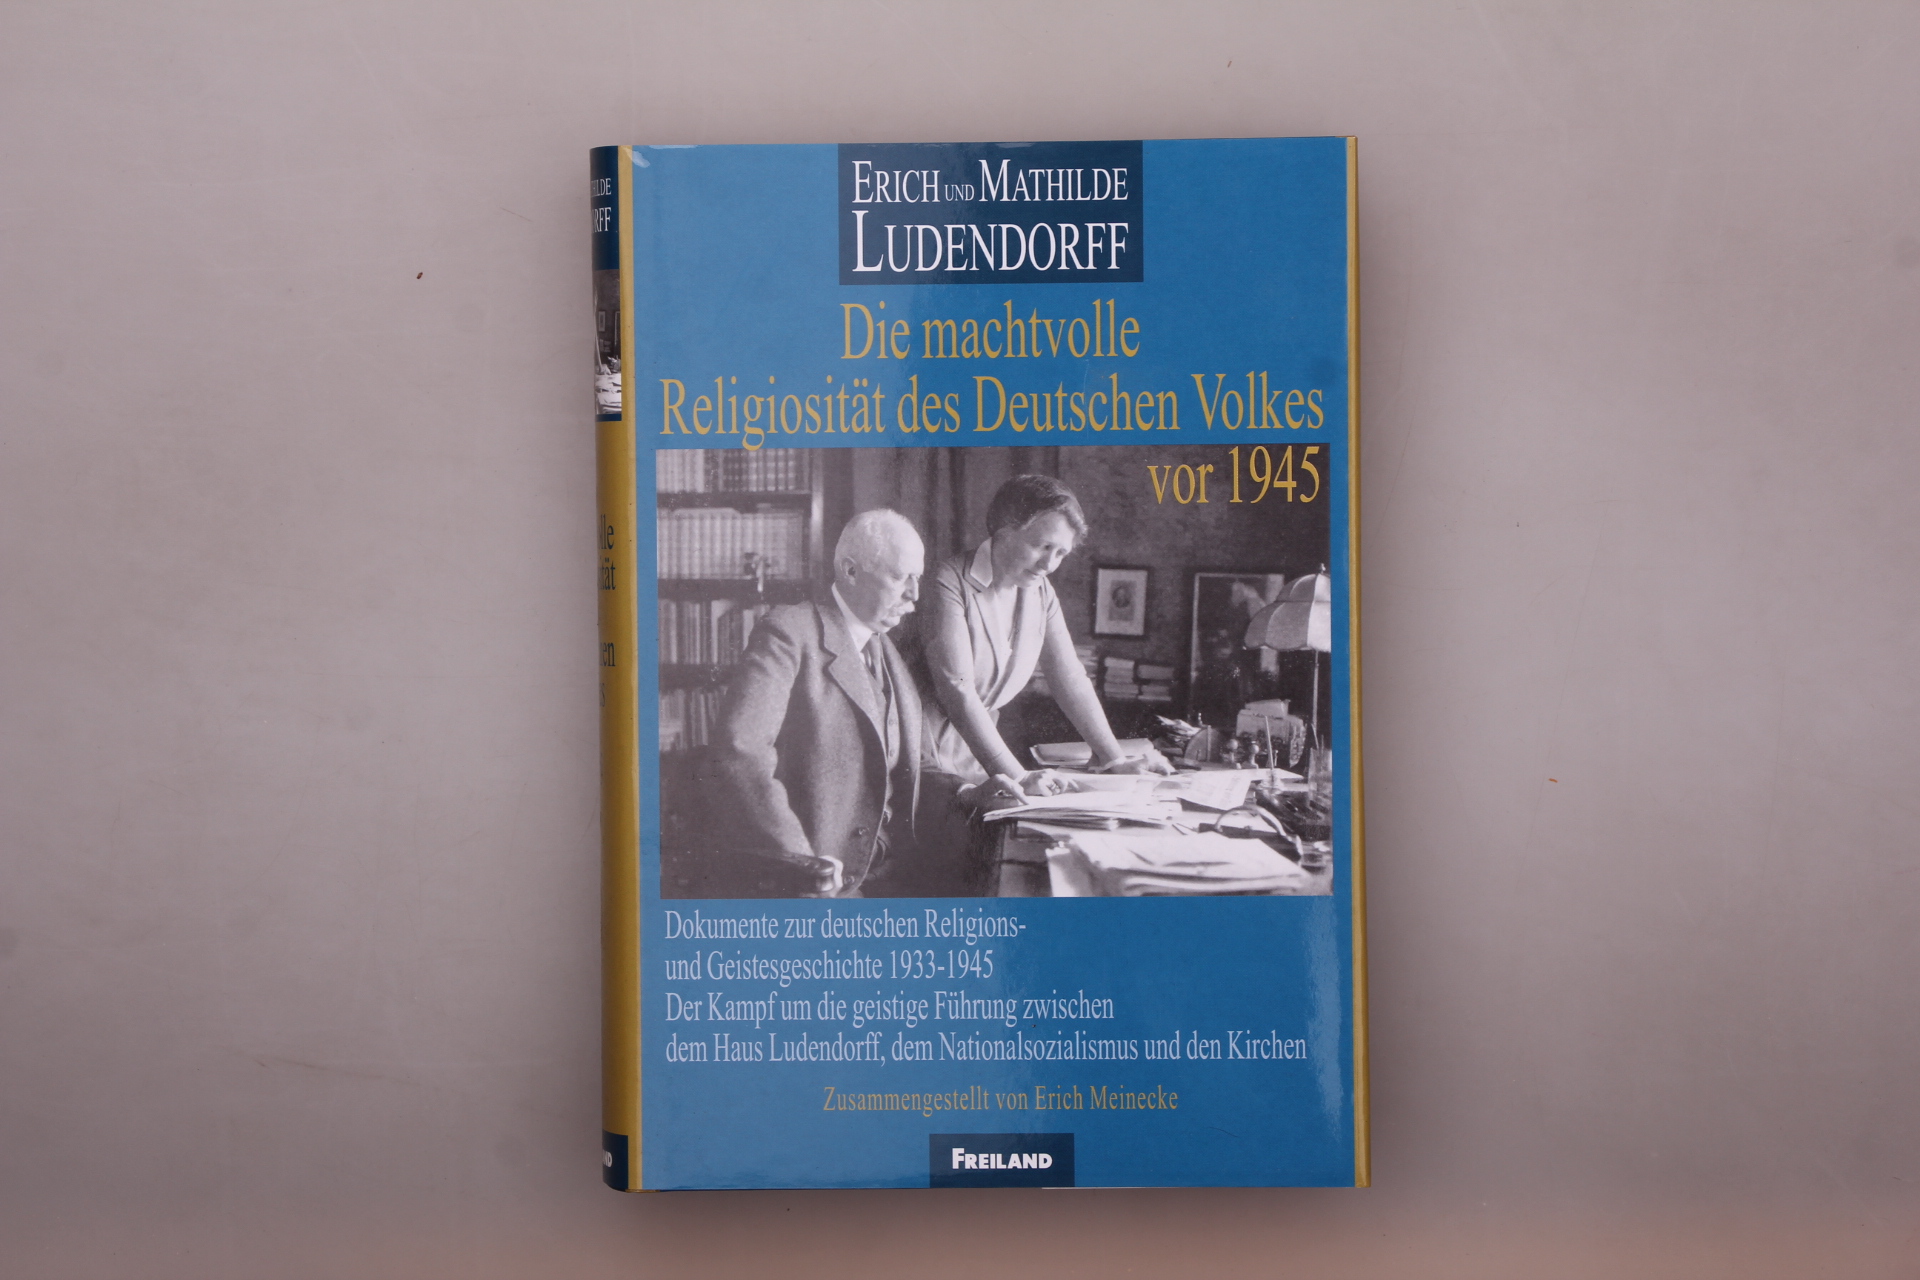 ERICH UND MATHILDE
LUDENDORFF
Die machtvolle
Religiosität des Deutschen Volkes
vor 1945
Dokumente zur deutschen Religions-
und Geistesgeschichte 1933-1945
Der Kampf um die geistige Führung zwischen
dem Haus Ludendorff, dem Nationalsozialismus und den Kirchen
Zusammengestellt von Erich Meinecke
FREILAND